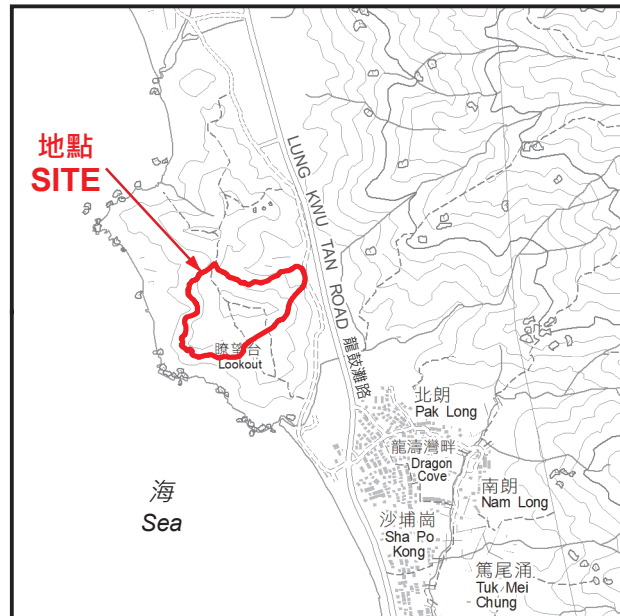 地點
SITE
LUNG KWU TAN ROAD 龍鼓灘路
瞭望台
Lookout
北朗
Pak Long
龍濤灣畔
Dragon
Cove
南朗
Nam Long
海
Sea
沙埔崗
Sha Po
Kong
篤尾涌
Tuk Mei
Chung